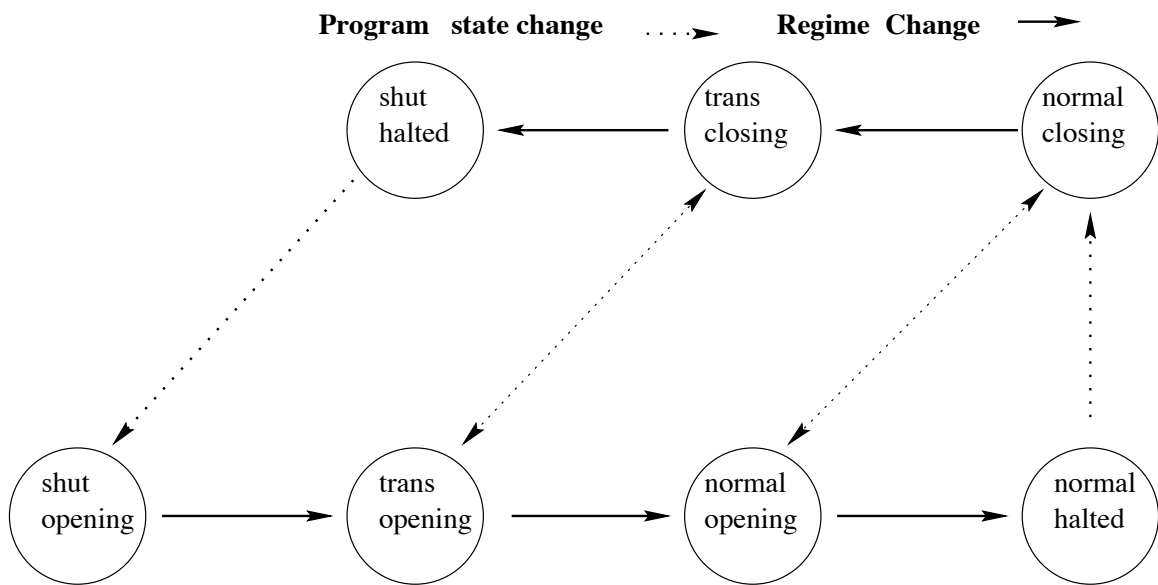 Program state change
Regime Change
shut
halted
trans
closing
normal
closing
shut
opening
trans
opening
normal
opening
normal
halted